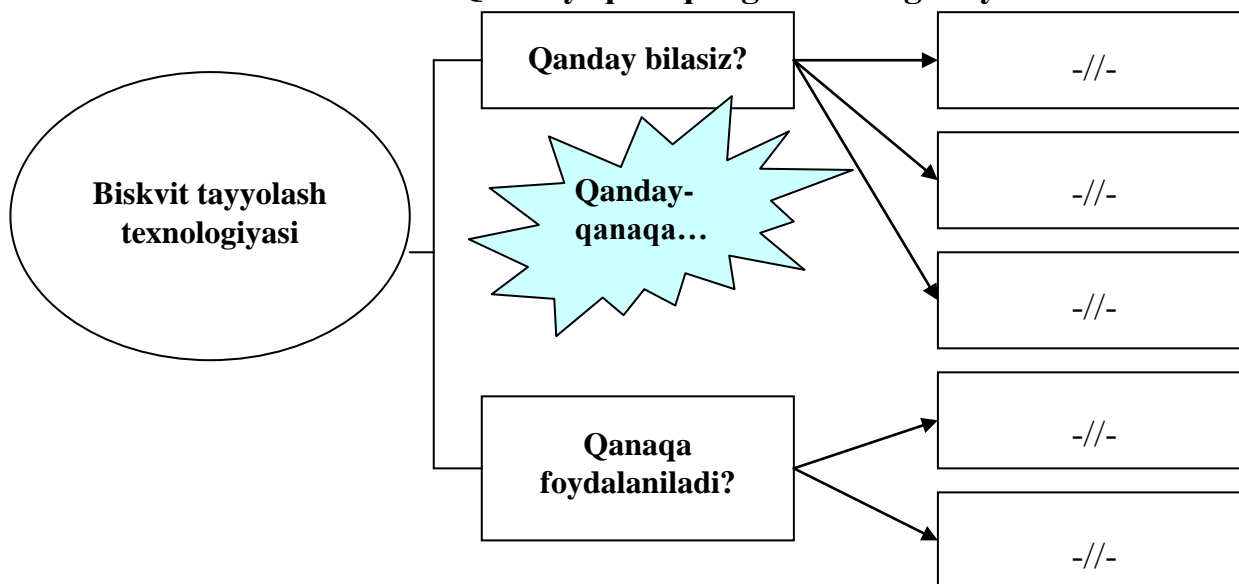 Qanday bilasiz?
-//-
Biskvit tayyolash
texnologiyasi
Qanday-
qanaqa…
-//-
-//-
Qanaqa
foydalaniladi?
-//-
-//-